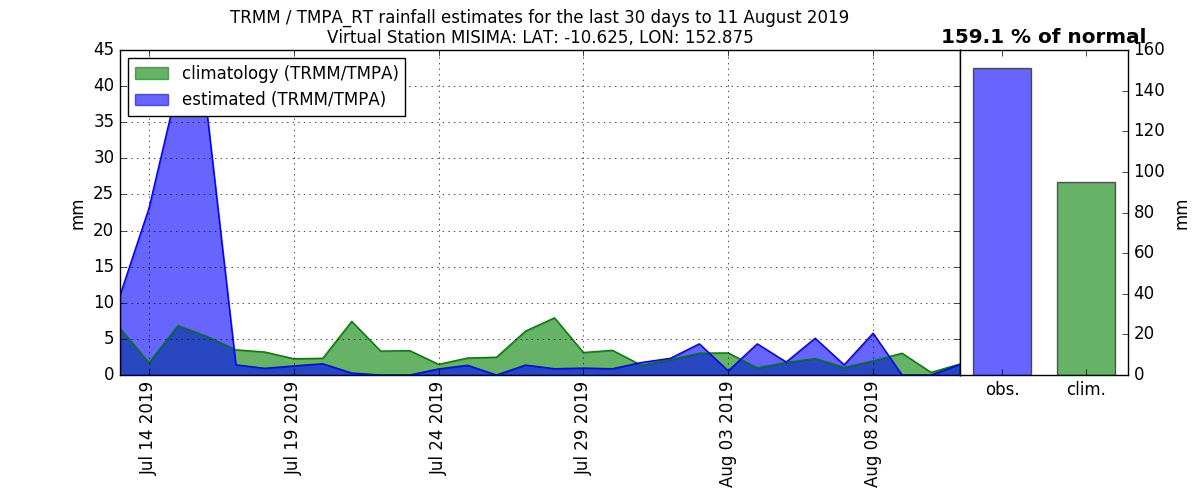 TRMM / TMPA_RT rainfall estimates for the last 30 days to 11 August 2019
Virtual Station MISIMA: LAT: -10.625, LON: 152.875
159.1 % of normal
climatology (TRMM/TMPA)
estimated (TRMM/TMPA)
45
40
35
30
25
20
15
10
5
0
mm
Jul 14 2019
Jul 19 2019
Jul 24 2019
Jul 29 2019
Aug 03 2019
Aug 08 2019
obs.
clim.
160
140
120
100
80
60
40
20
0
mm